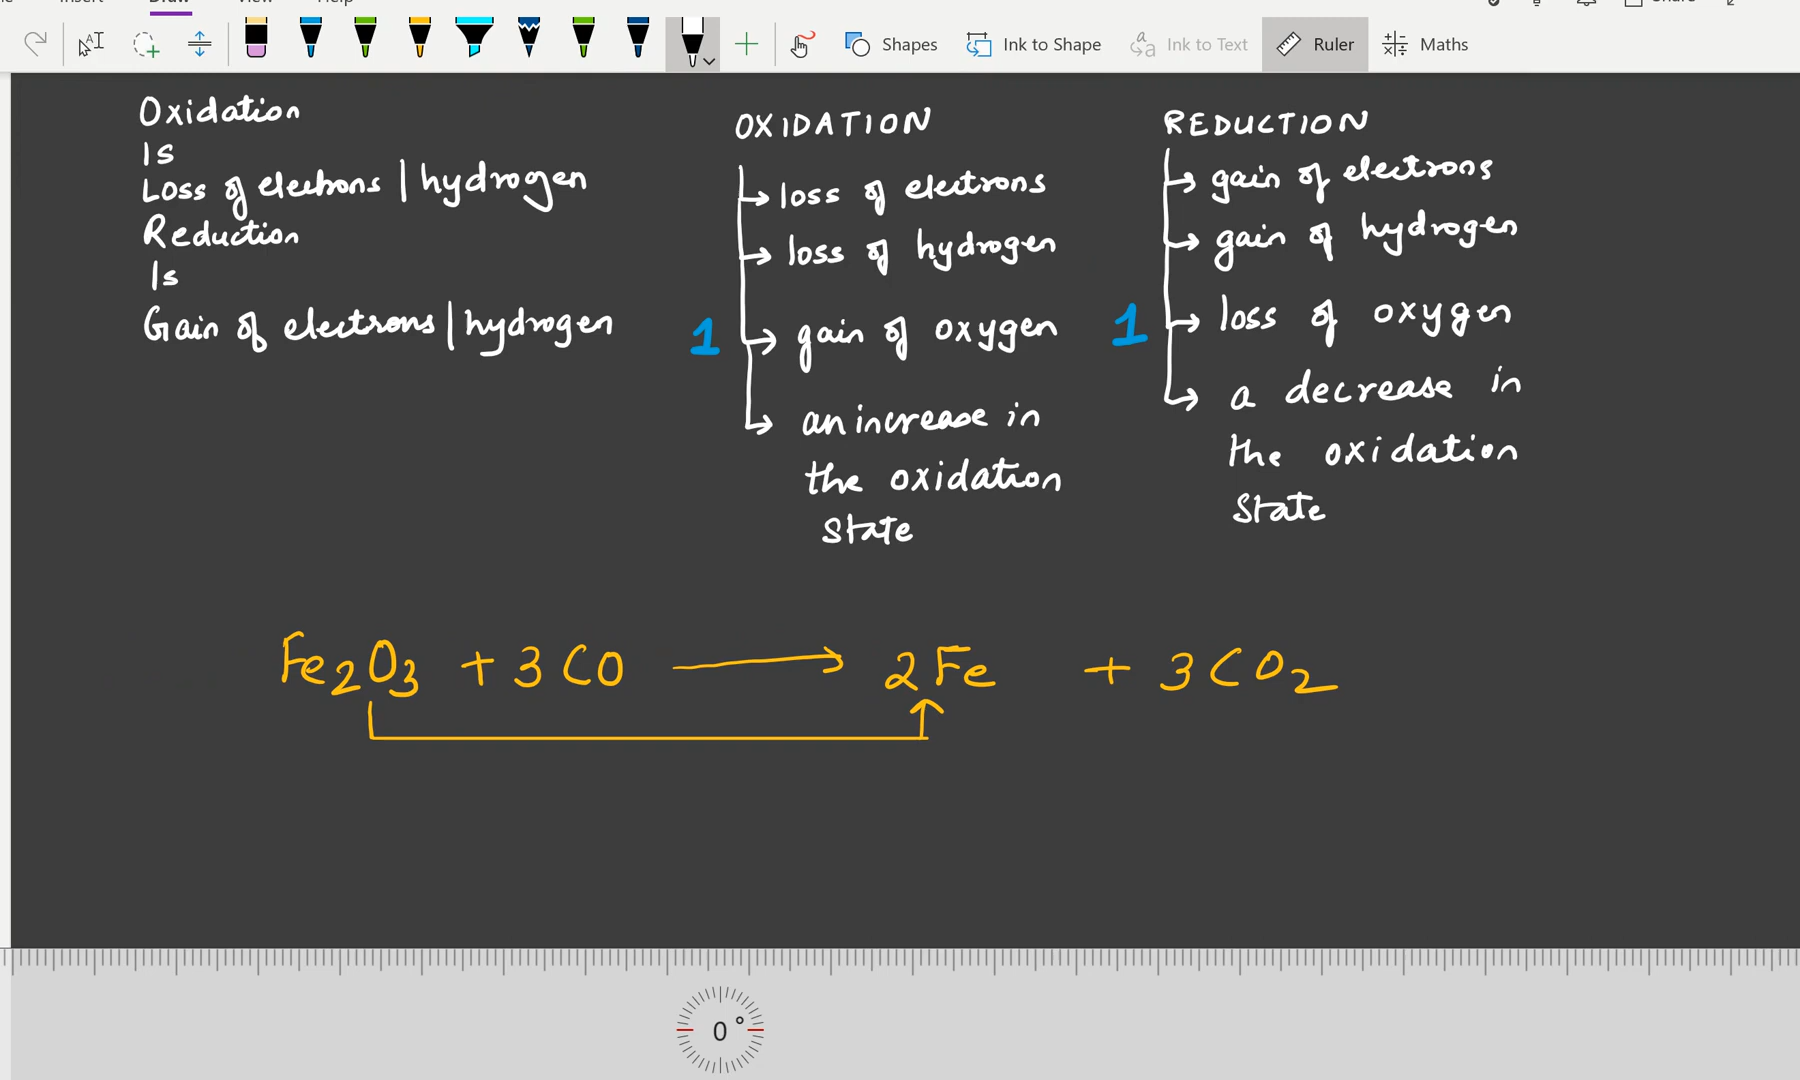 Draw
Shapes
Ink to Shape
Ink to Text
Ruler
Maths
Oxidation
Is
Loss of electrons | hydrogen
Reduction
Is
Gain of electrons | hydrogen
OXIDATION
loss of electrons
loss of hydrogen
1 gain of oxygen
an increase in
the oxidation
state
REDUCTION
gain of electrons
gain of hydrogen
1 loss of oxygen
a decrease in
the oxidation
state
Fe₂O₃ + 3CO ⟶ 2Fe + 3CO₂
0°